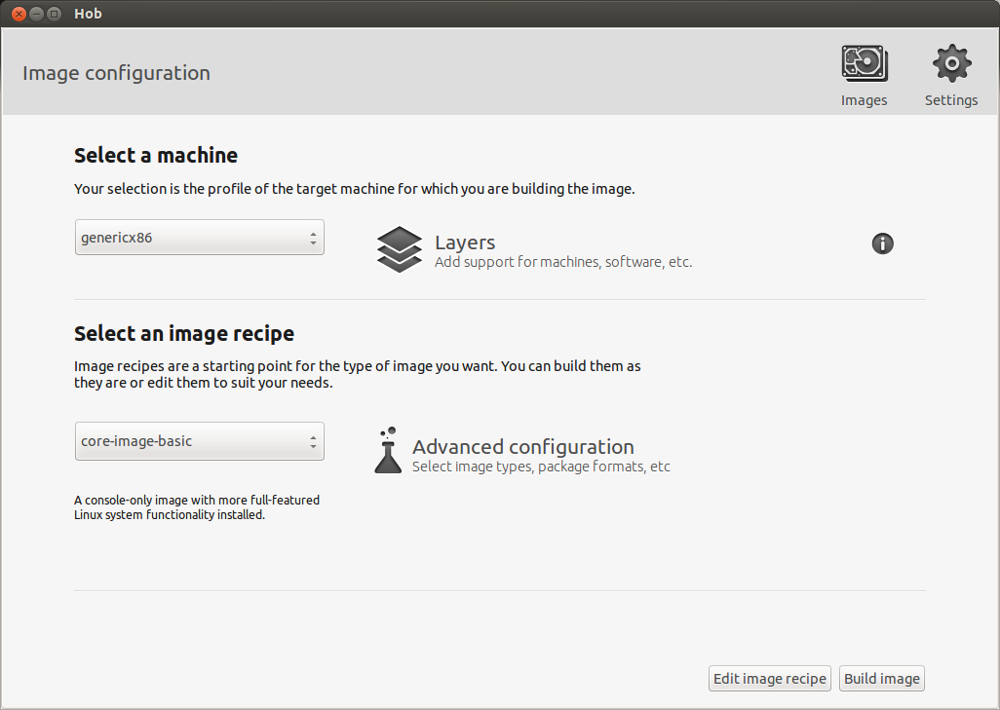 Hob
Image configuration
Images
Settings
Select a machine
Your selection is the profile of the target machine for which you are building the image.
genericx86
Layers
Add support for machines, software, etc.
Select an image recipe
Image recipes are a starting point for the type of image you want. You can build them as
they are or edit them to suit your needs.
core-image-basic
Advanced configuration
Select image types, package formats, etc
A console-only image with more full-featured
Linux system functionality installed.
Edit image recipe
Build image